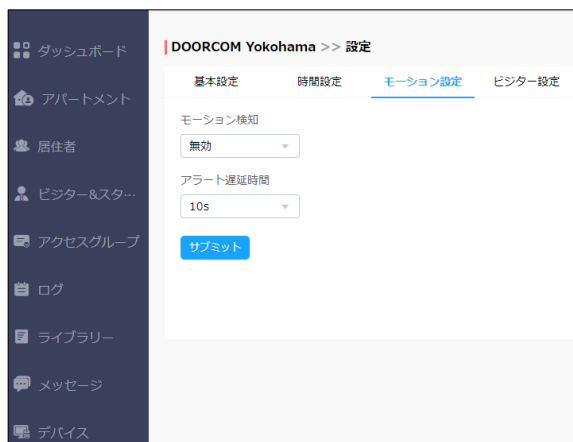 ダッシュボード
アパートメント
居住者
ビジター&スタ…
アクセスグループ
ログ
ライブラリー
メッセージ
デバイス
DOORCOM Yokohama >> 設定
基本設定 時間設定 モーション設定 ビジター設定
モーション検知
無効
アラート遅延時間
10s
サブミット